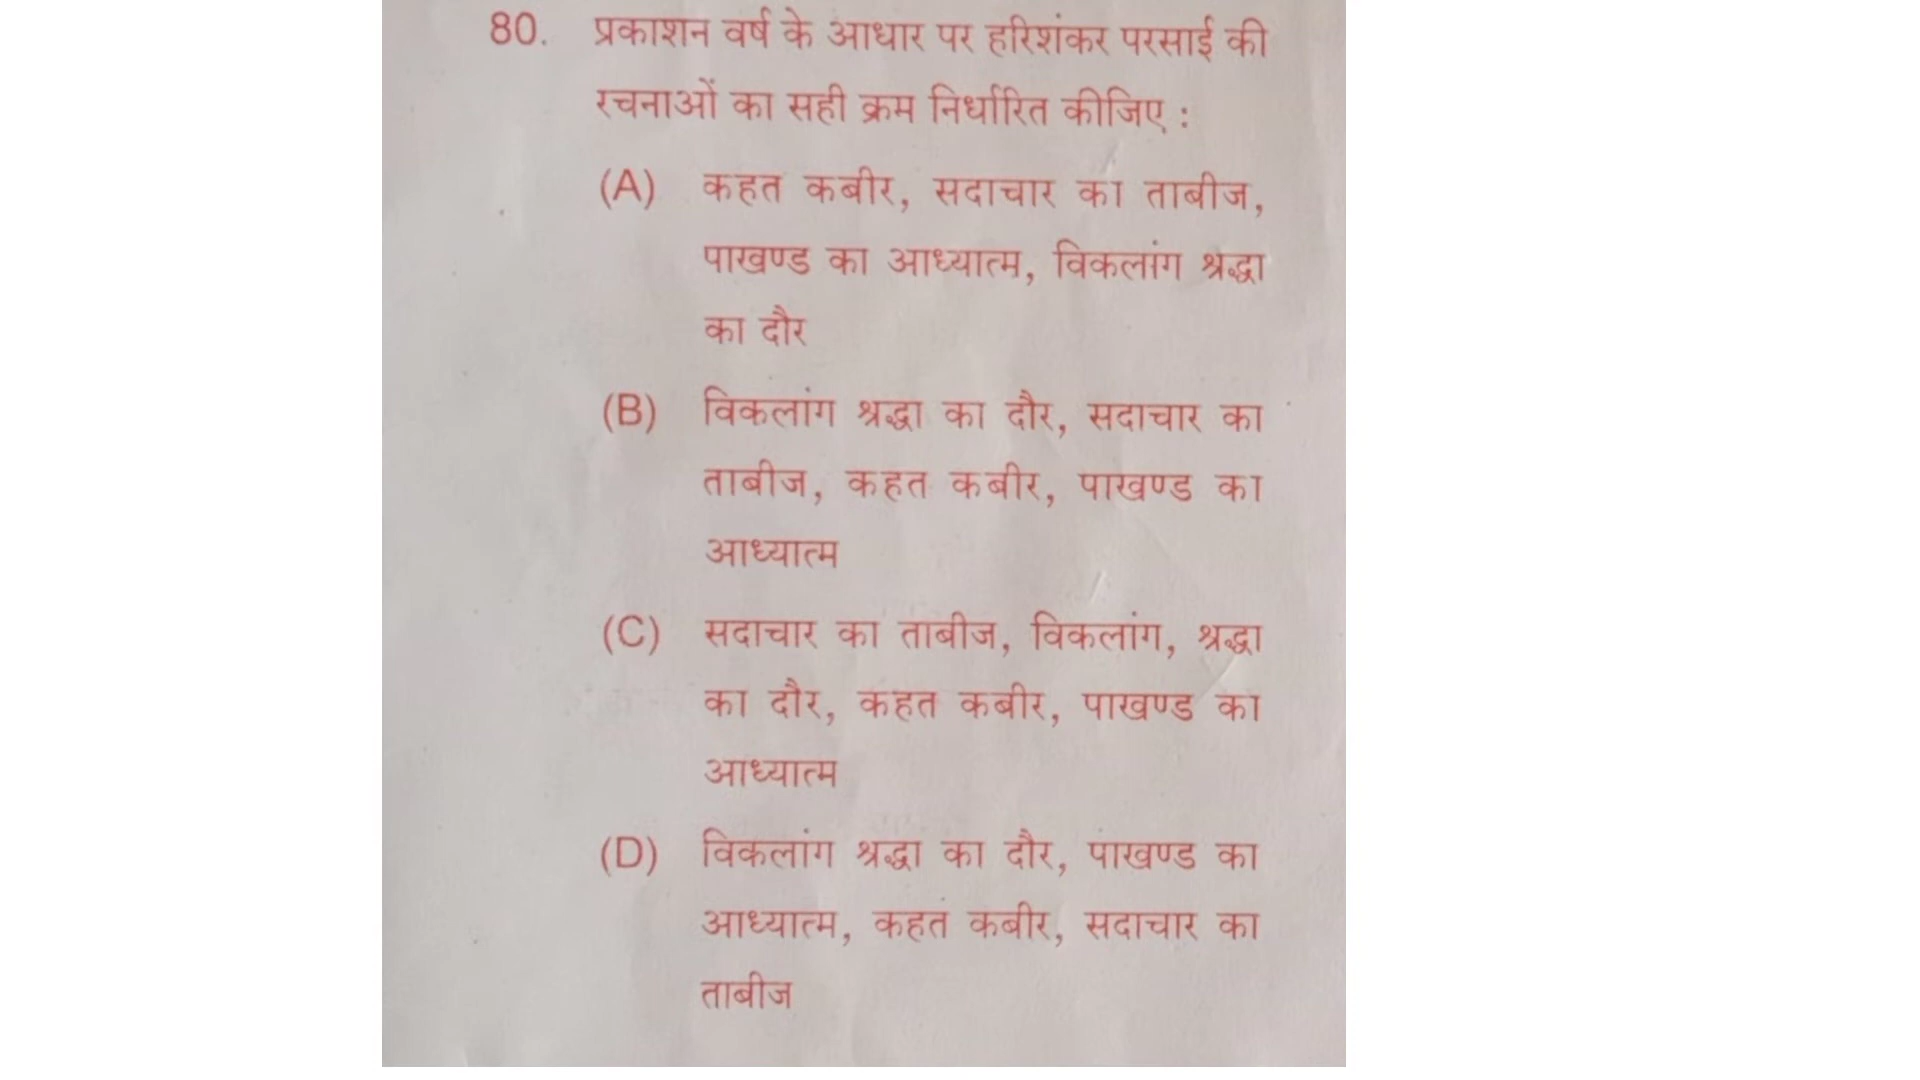 80. प्रकाशन वर्ष के आधार पर हरिशंकर परसाई की
रचनाओं का सही क्रम निर्धारित कीजिए :
(A) कहत कबीर, सदाचार का ताबीज,
पाखण्ड का आध्यात्म, विकलांग श्रद्धा
का दौर
(B) विकलांग श्रद्धा का दौर, सदाचार का
ताबीज, कहत कबीर, पाखण्ड का
आध्यात्म
(C) सदाचार का ताबीज, विकलांग, श्रद्धा
का दौर, कहत कबीर, पाखण्ड का
आध्यात्म
(D) विकलांग श्रद्धा का दौर, पाखण्ड का
आध्यात्म, कहत कबीर, सदाचार का
ताबीज